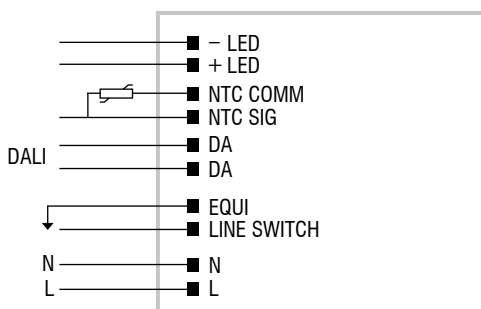 − LED
+ LED
NTC COMM
NTC SIG
DALI
DA
DA
EQUI
LINE SWITCH
N N
L L